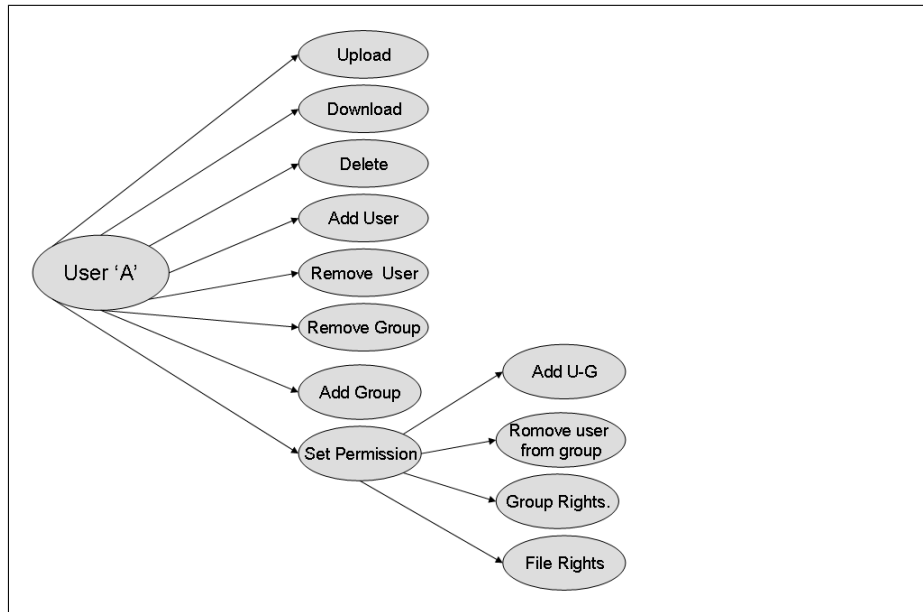 Upload
Download
Delete
Add User
User ‘A’
Remove User
Remove Group
Add Group
Set Permission
Add U-G
Romove user
from group
Group Rights.
File Rights